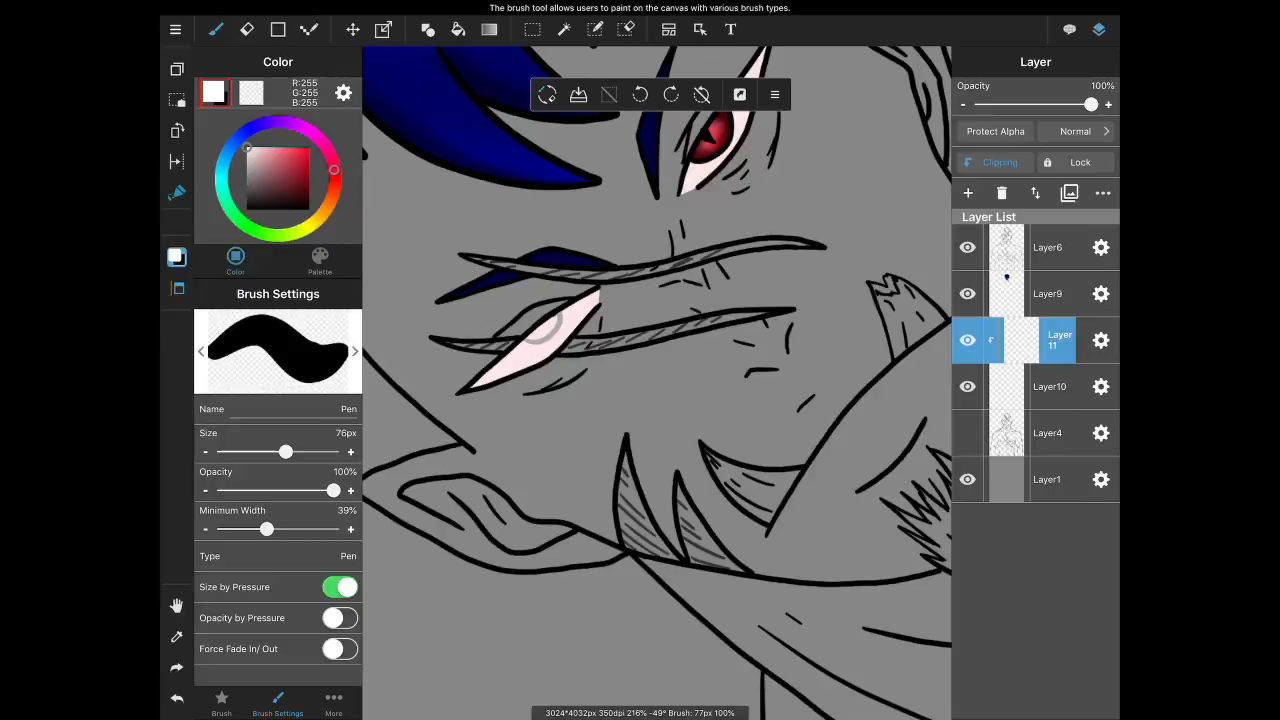 The brush tool allows users to paint on the canvas with various brush types.
T
Color
R:255
G:255
B:255
Color
Palette
Brush Settings
Name
Pen
Size
76px
-
+
Opacity
100%
-
+
Minimum Width
39%
-
+
Type
Pen
Size by Pressure
Opacity by Pressure
Force Fade In/ Out
Brush
Brush Settings
More
3024*4032px 350dpi 216% -49° Brush: 77px 100%
Layer
Opacity
100%
-
+
Protect Alpha
Normal
Clipping
Lock
Layer List
Layer6
Layer9
Layer
11
Layer10
Layer4
Layer1